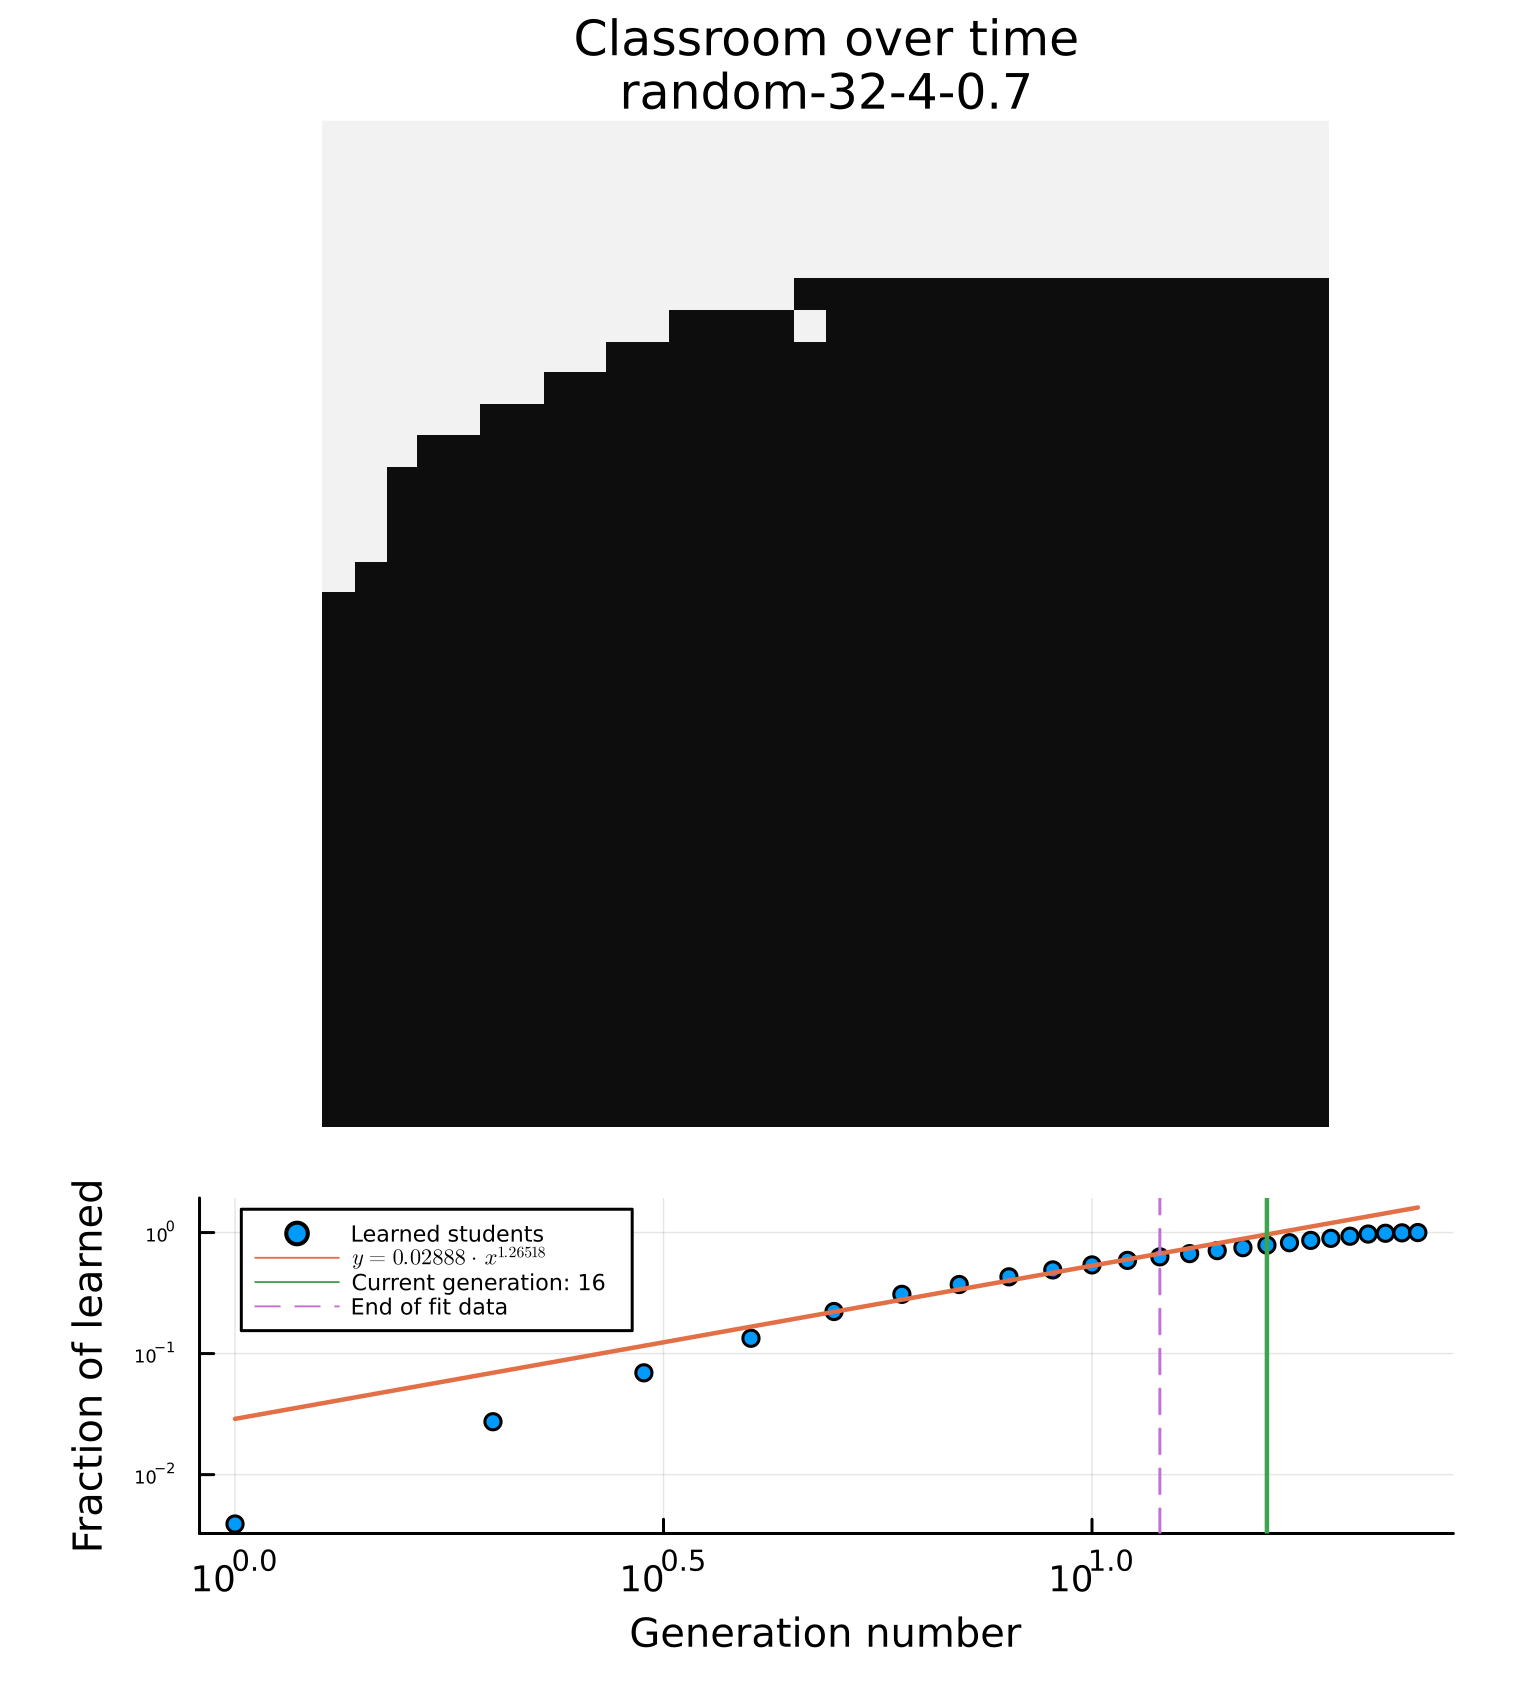 Classroom over time
random-32-4-0.7
Fraction of learned
10⁰
10⁻¹
10⁻²
Learned students
y = 0.02888 · x^1.26518
Current generation: 16
End of fit data
10^0.0
10^0.5
10^1.0
Generation number